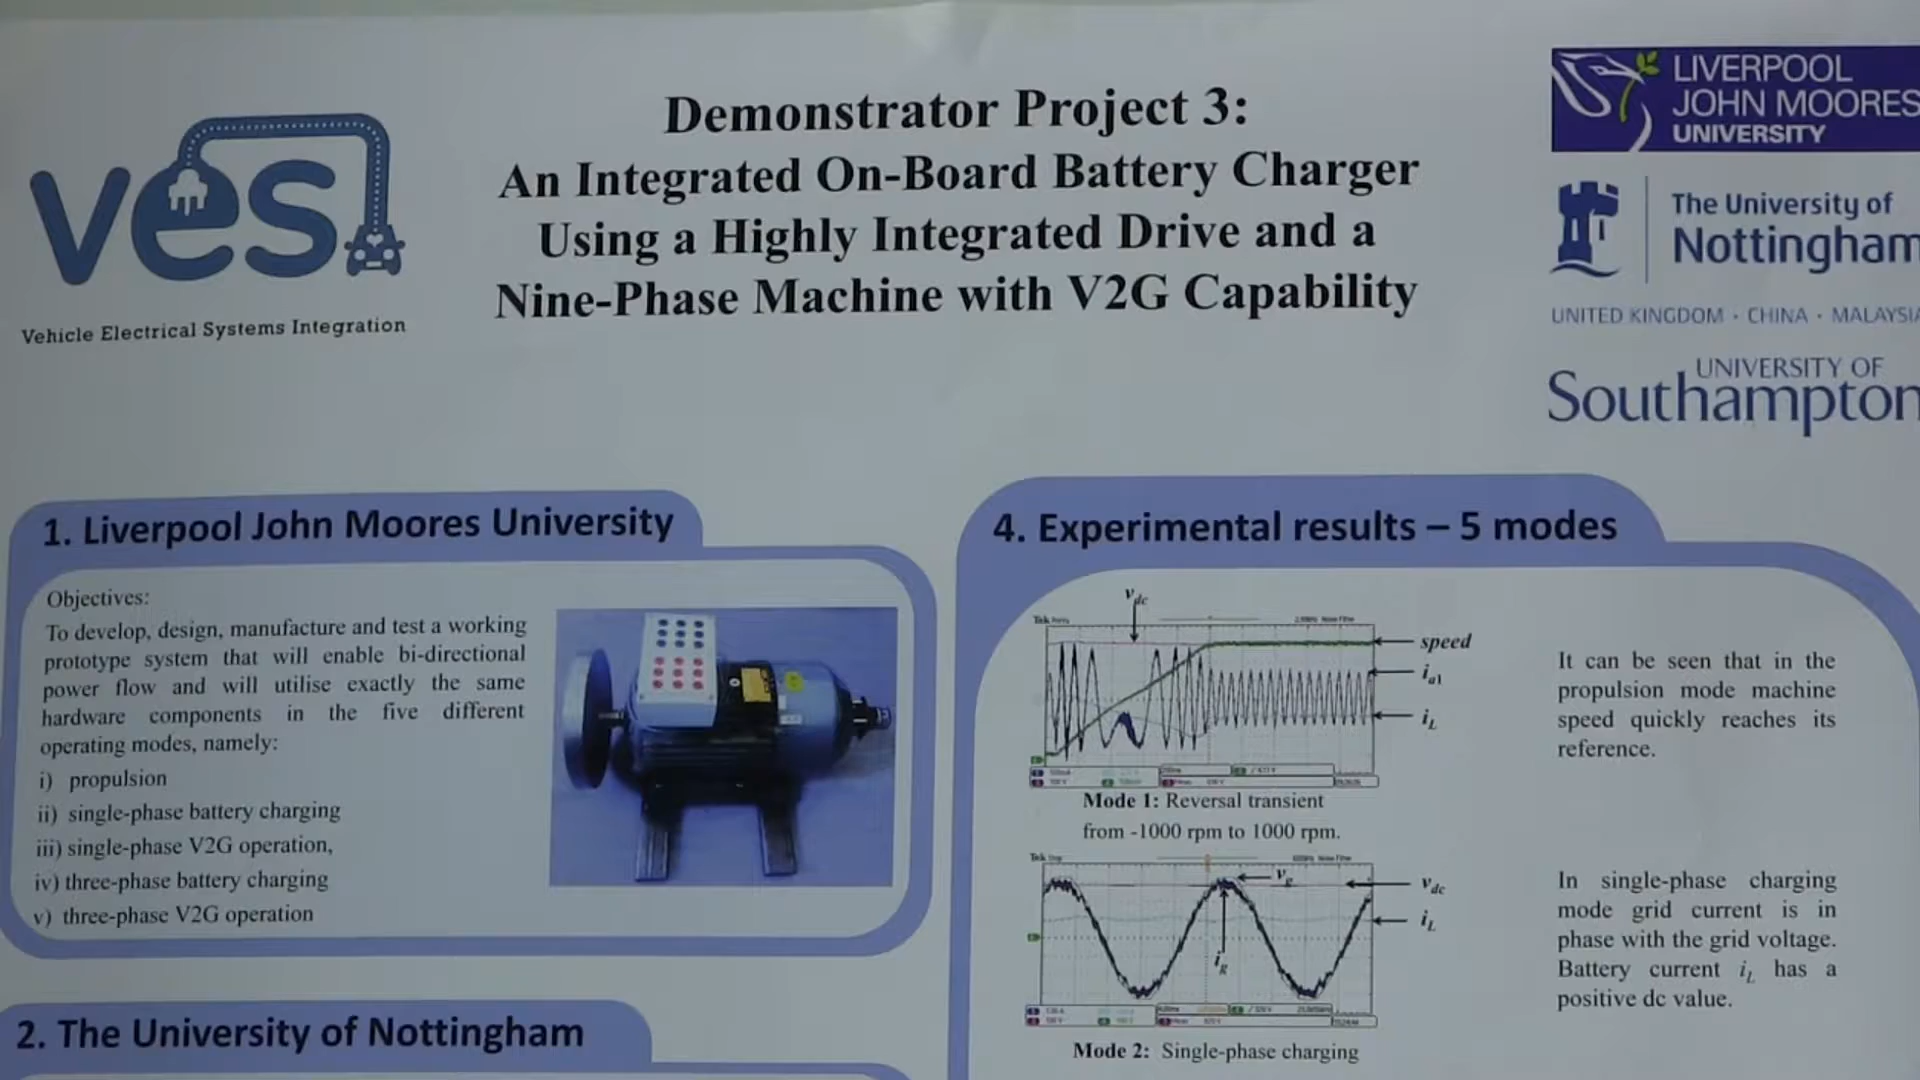 ves
Vehicle Electrical Systems Integration
Demonstrator Project 3:
An Integrated On-Board Battery Charger
Using a Highly Integrated Drive and a
Nine-Phase Machine with V2G Capability
LIVERPOOL
JOHN MOORES
UNIVERSITY
The University of
Nottingham
UNITED KINGDOM · CHINA · MALAYSIA
UNIVERSITY OF
Southampton
1. Liverpool John Moores University
Objectives:
To develop, design, manufacture and test a working
prototype system that will enable bi-directional
power flow and will utilise exactly the same
hardware components in the five different
operating modes, namely:
i) propulsion
ii) single-phase battery charging
iii) single-phase V2G operation,
iv) three-phase battery charging
v) three-phase V2G operation
2. The University of Nottingham
4. Experimental results – 5 modes
vdc
Tek
speed
ia1
iL
Mode 1: Reversal transient
from -1000 rpm to 1000 rpm.
It can be seen that in the
propulsion mode machine
speed quickly reaches its
reference.
Tek
vg
vdc
iL
ig
Mode 2: Single-phase charging
In single-phase charging
mode grid current is in
phase with the grid voltage.
Battery current iL has a
positive dc value.